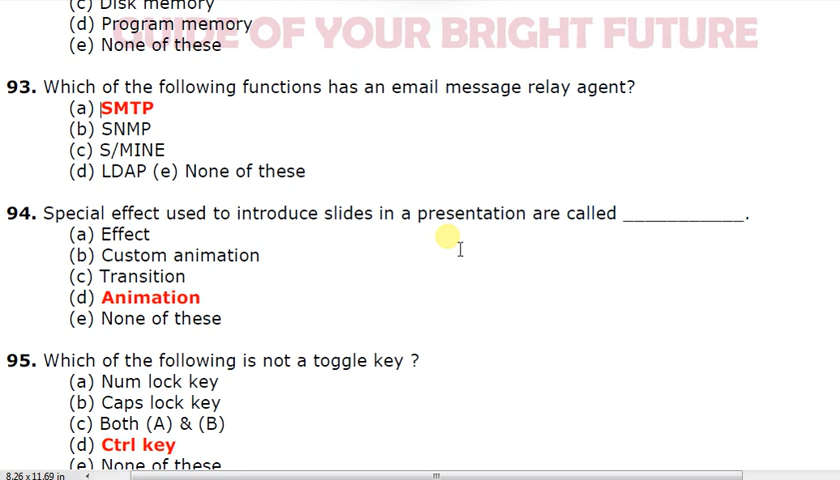 (c) Disk memory
(d) Program memory
GUIDE OF YOUR BRIGHT FUTURE
(e) None of these
93. Which of the following functions has an email message relay agent?
(a) SMTP
(b) SNMP
(c) S/MINE
(d) LDAP (e) None of these
94. Special effect used to introduce slides in a presentation are called ___________.
(a) Effect
(b) Custom animation
(c) Transition
(d) Animation
(e) None of these
95. Which of the following is not a toggle key ?
(a) Num lock key
(b) Caps lock key
(c) Both (A) & (B)
(d) Ctrl key
(e) None of these
8.26 x 11.69 in